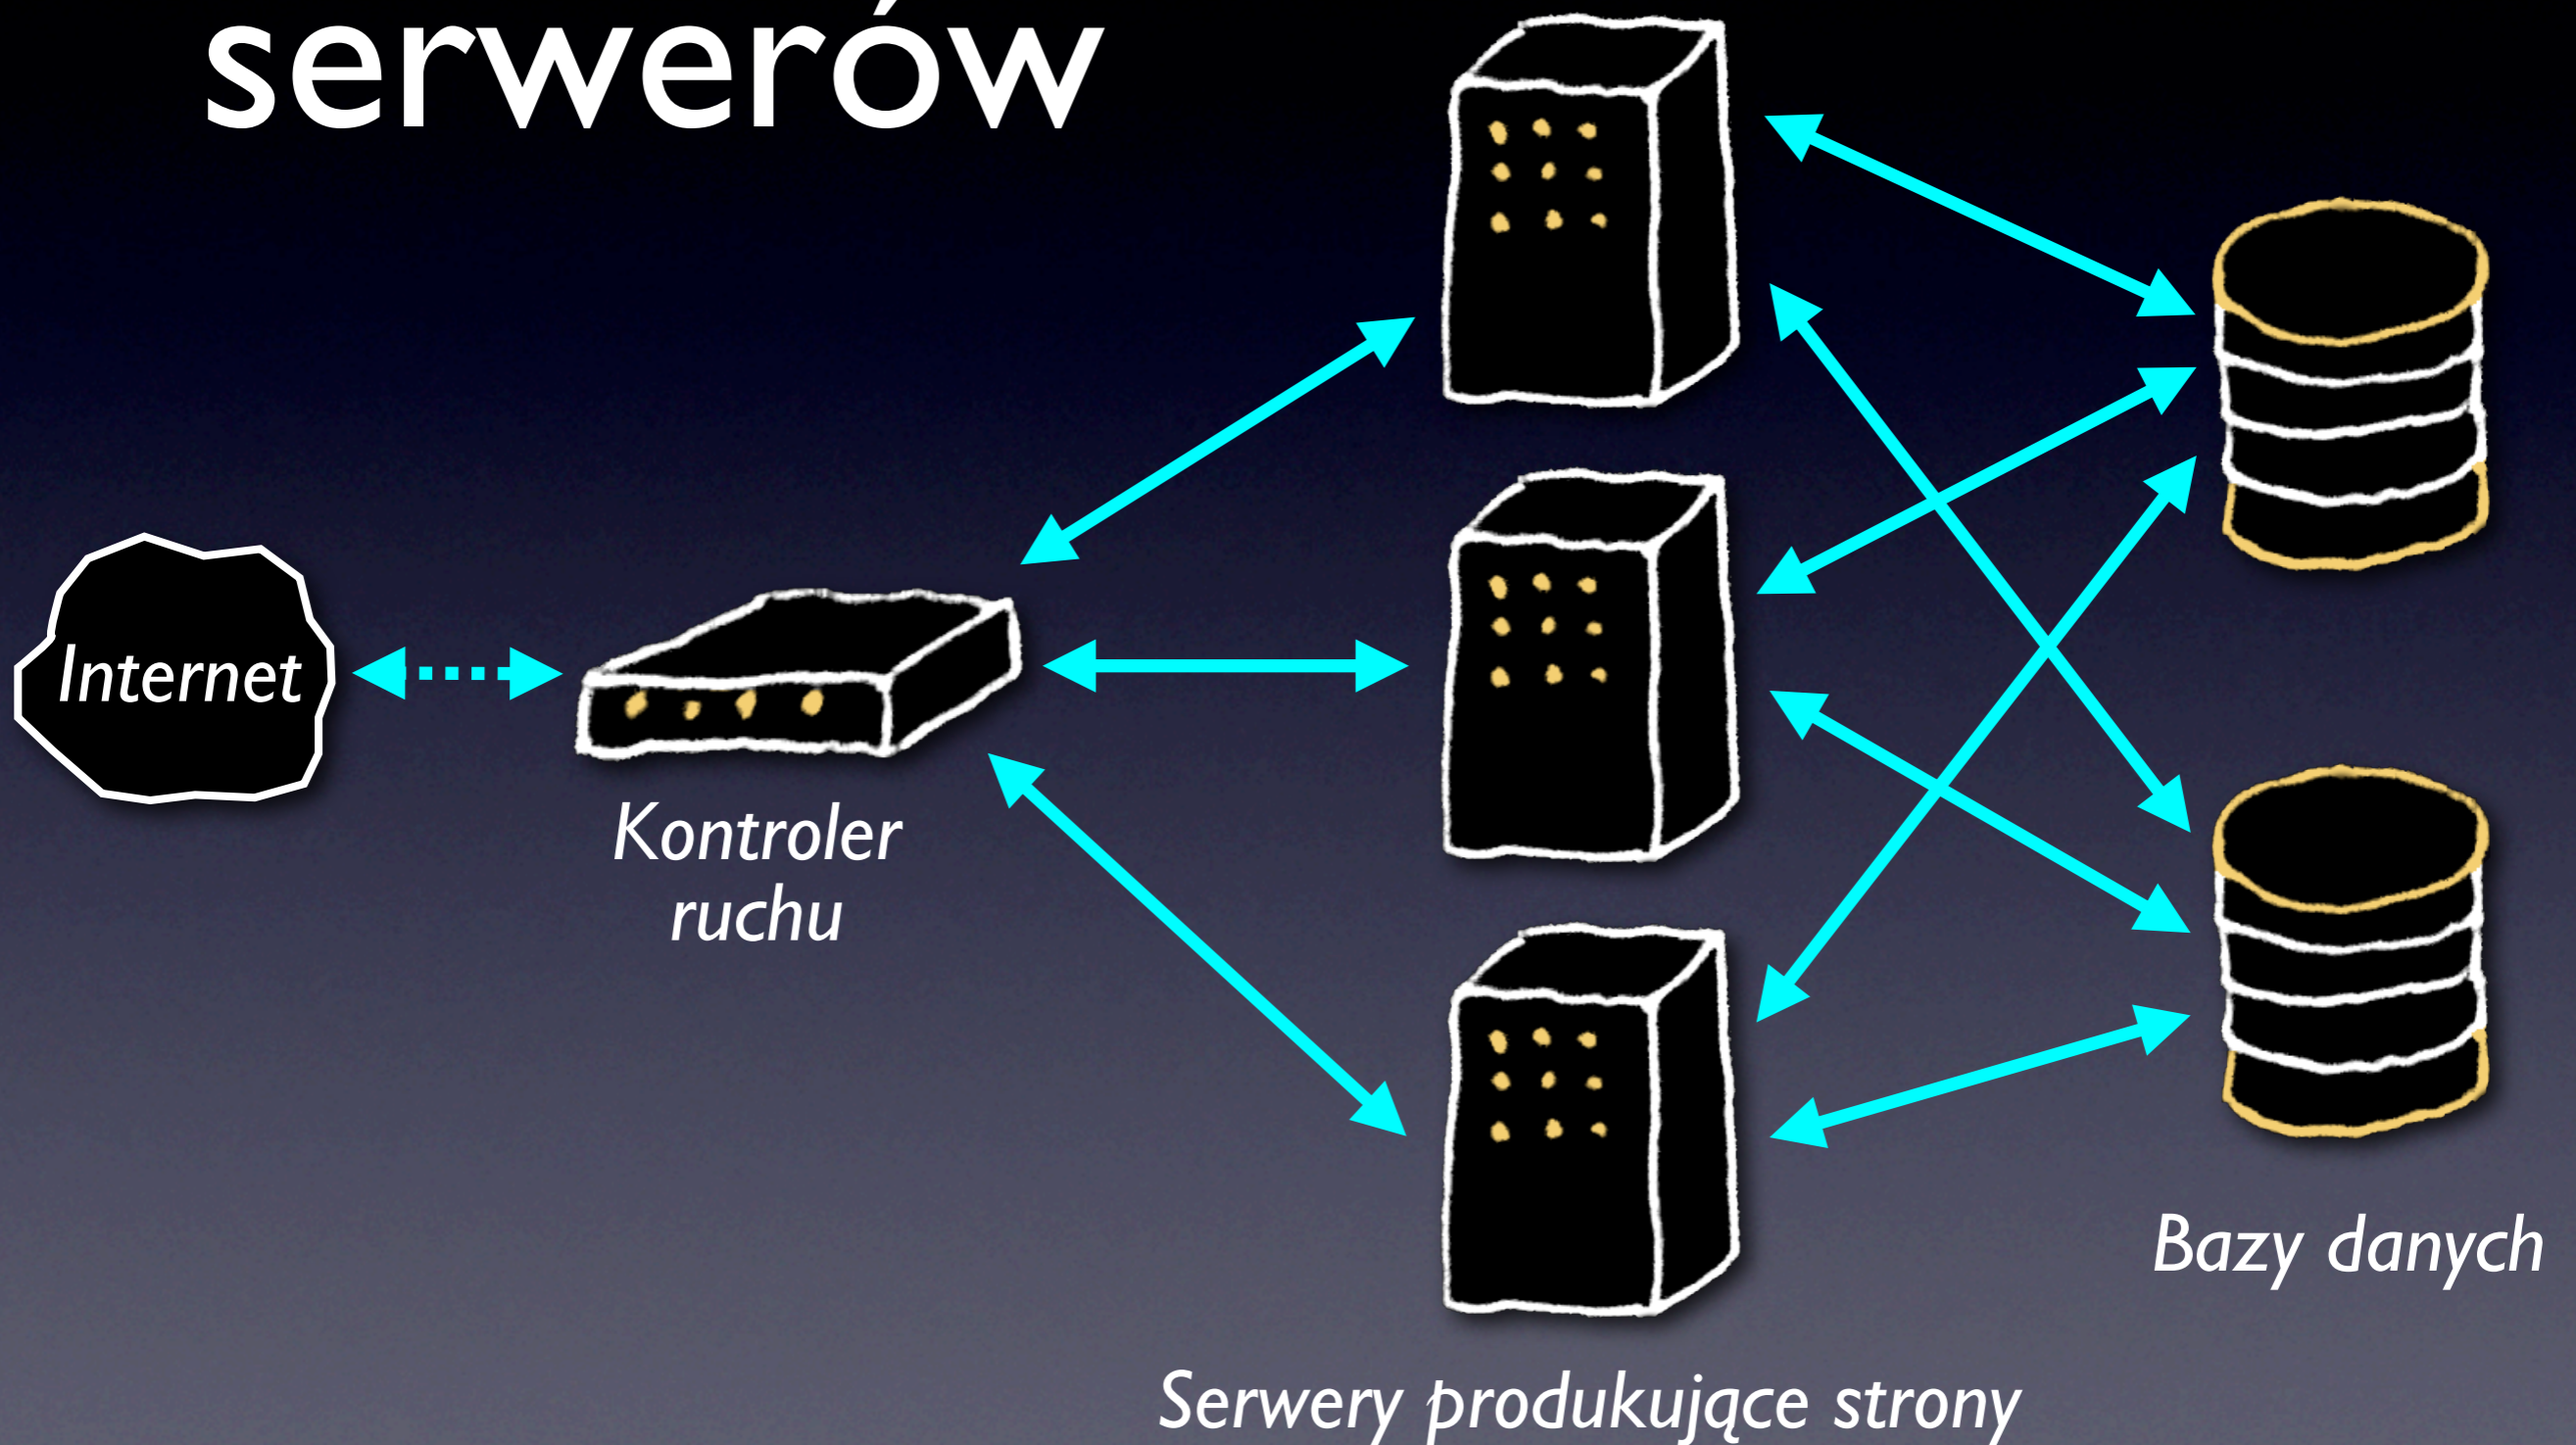 serwerów
Internet
Kontroler
ruchu
Bazy danych
Serwery produkujące strony